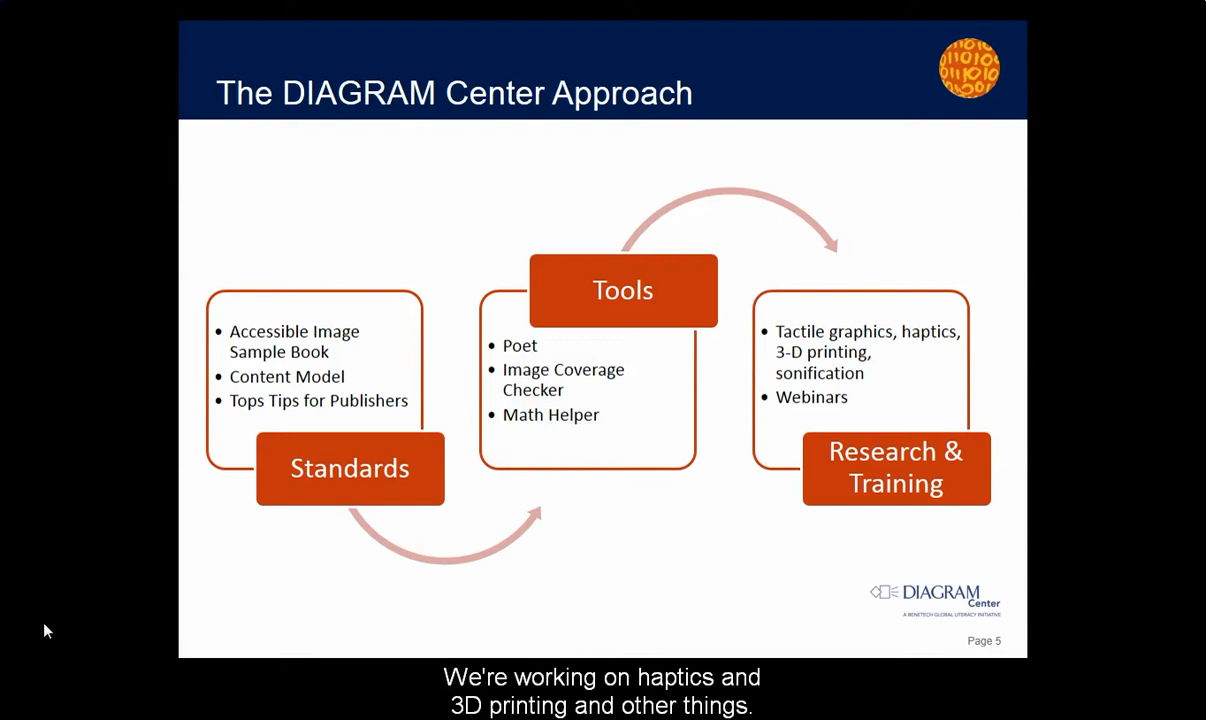 The DIAGRAM Center Approach
Accessible Image
Sample Book
Content Model
Tops Tips for Publishers
Standards
Tools
Poet
Image Coverage
Checker
Math Helper
Tactile graphics, haptics,
3-D printing,
sonification
Webinars
Research &
Training
DIAGRAM
Center
A BENETECH GLOBAL LITERACY INITIATIVE
Page 5
We're working on haptics and
3D printing and other things.